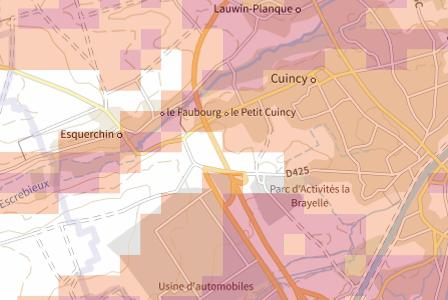 Lauwin-Planque
Cuincy
le Faubourg
le Petit Cuincy
Esquerchin
D425
Escrebieux
Parc d'Activités la
Brayelle
Usine d'automobiles